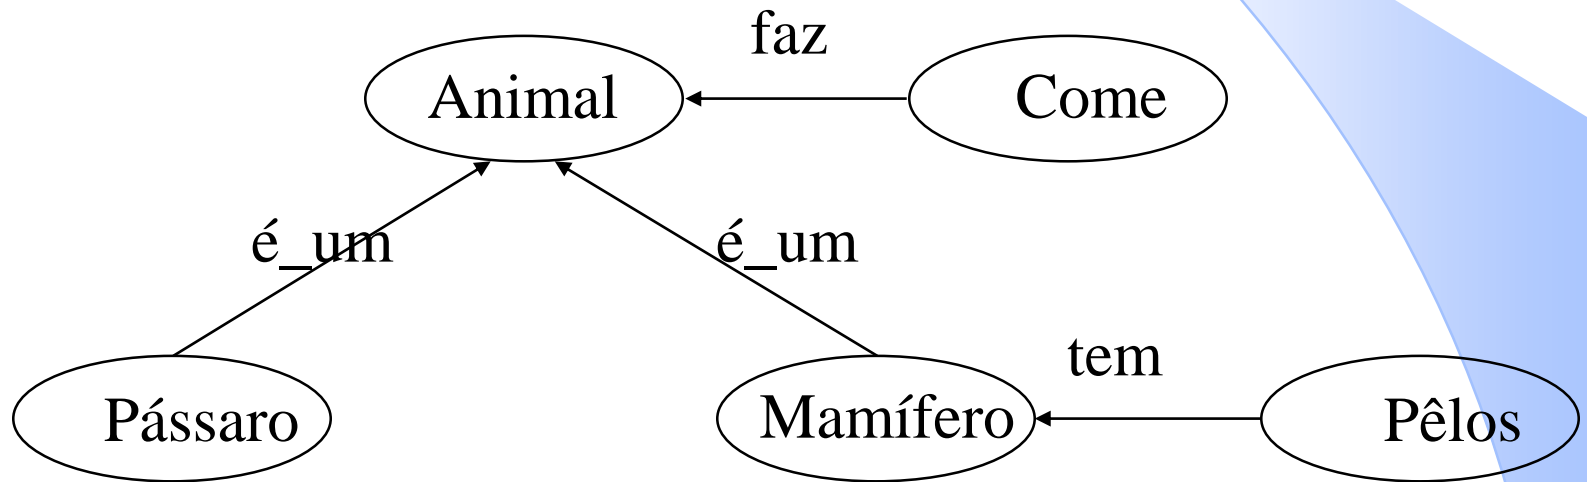 faz
Animal
Come
é_um
é_um
tem
Pássaro
Mamífero
Pêlos